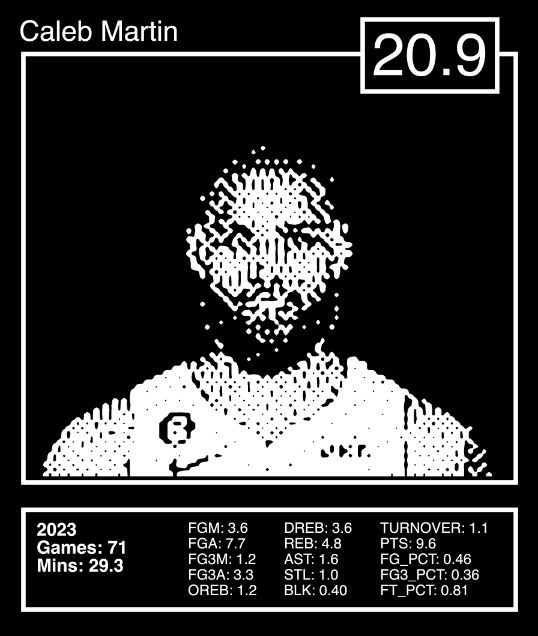 Caleb Martin
20.9
2023
Games: 71
Mins: 29.3
FGM: 3.6
FGA: 7.7
FG3M: 1.2
FG3A: 3.3
OREB: 1.2
DREB: 3.6
REB: 4.8
AST: 1.6
STL: 1.0
BLK: 0.40
TURNOVER: 1.1
PTS: 9.6
FG_PCT: 0.46
FG3_PCT: 0.36
FT_PCT: 0.81